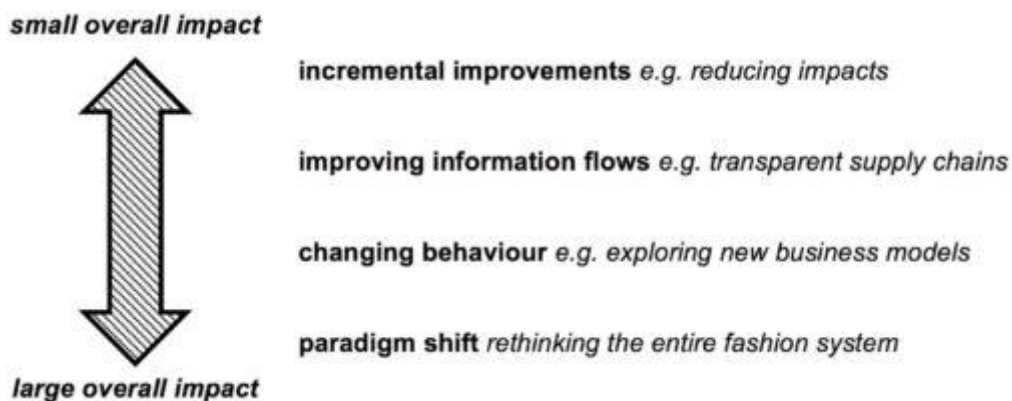 small overall impact
incremental improvements e.g. reducing impacts
improving information flows e.g. transparent supply chains
changing behaviour e.g. exploring new business models
paradigm shift rethinking the entire fashion system
large overall impact